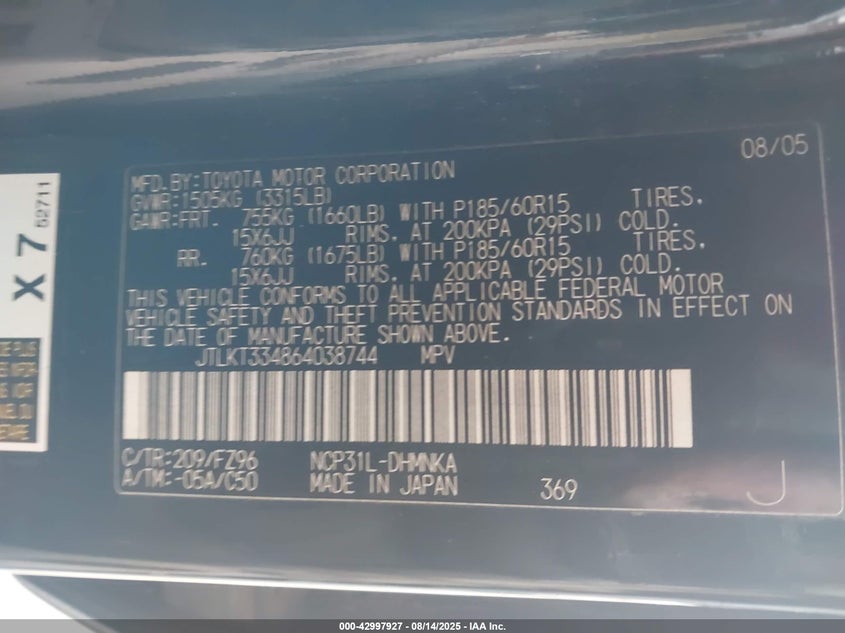 08/05
MFD.BY:TOYOTA MOTOR CORPORATION
GVWR:1505KG (3315LB)
GAWR:FRT. 755KG (1660LB) WITH P185/60R15 TIRES,
15X6JJ RIMS, AT 200KPA (29PSI) COLD.
RR. 760KG (1675LB) WITH P185/60R15 TIRES,
15X6JJ RIMS, AT 200KPA (29PSI) COLD.
THIS VEHICLE CONFORMS TO ALL APPLICABLE FEDERAL MOTOR
VEHICLE SAFETY AND THEFT PREVENTION STANDARDS IN EFFECT ON
THE DATE OF MANUFACTURE SHOWN ABOVE.
JTLKT334864038744 MPV
C/TR:209/FZ96 NCP31L-DHMNKA
A/TM:-05A/C50 MADE IN JAPAN 369 J
X 7
52711
000-42997927 - 08/14/2025 - IAA Inc.